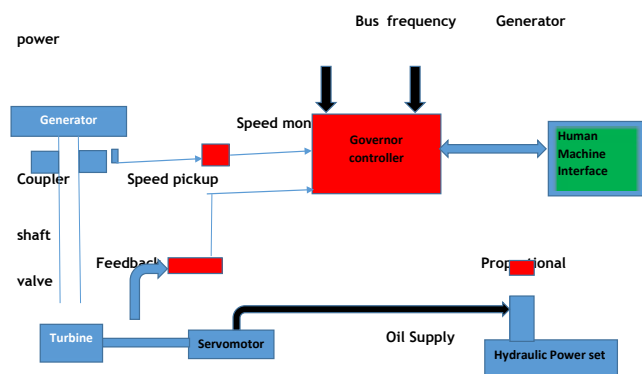 Bus frequency Generator
power
Generator
Speed mon
Governor
controller
Human
Machine
Interface
Coupler Speed pickup
shaft
Feedback Proportional
valve
Turbine Servomotor Oil Supply Hydraulic Power set